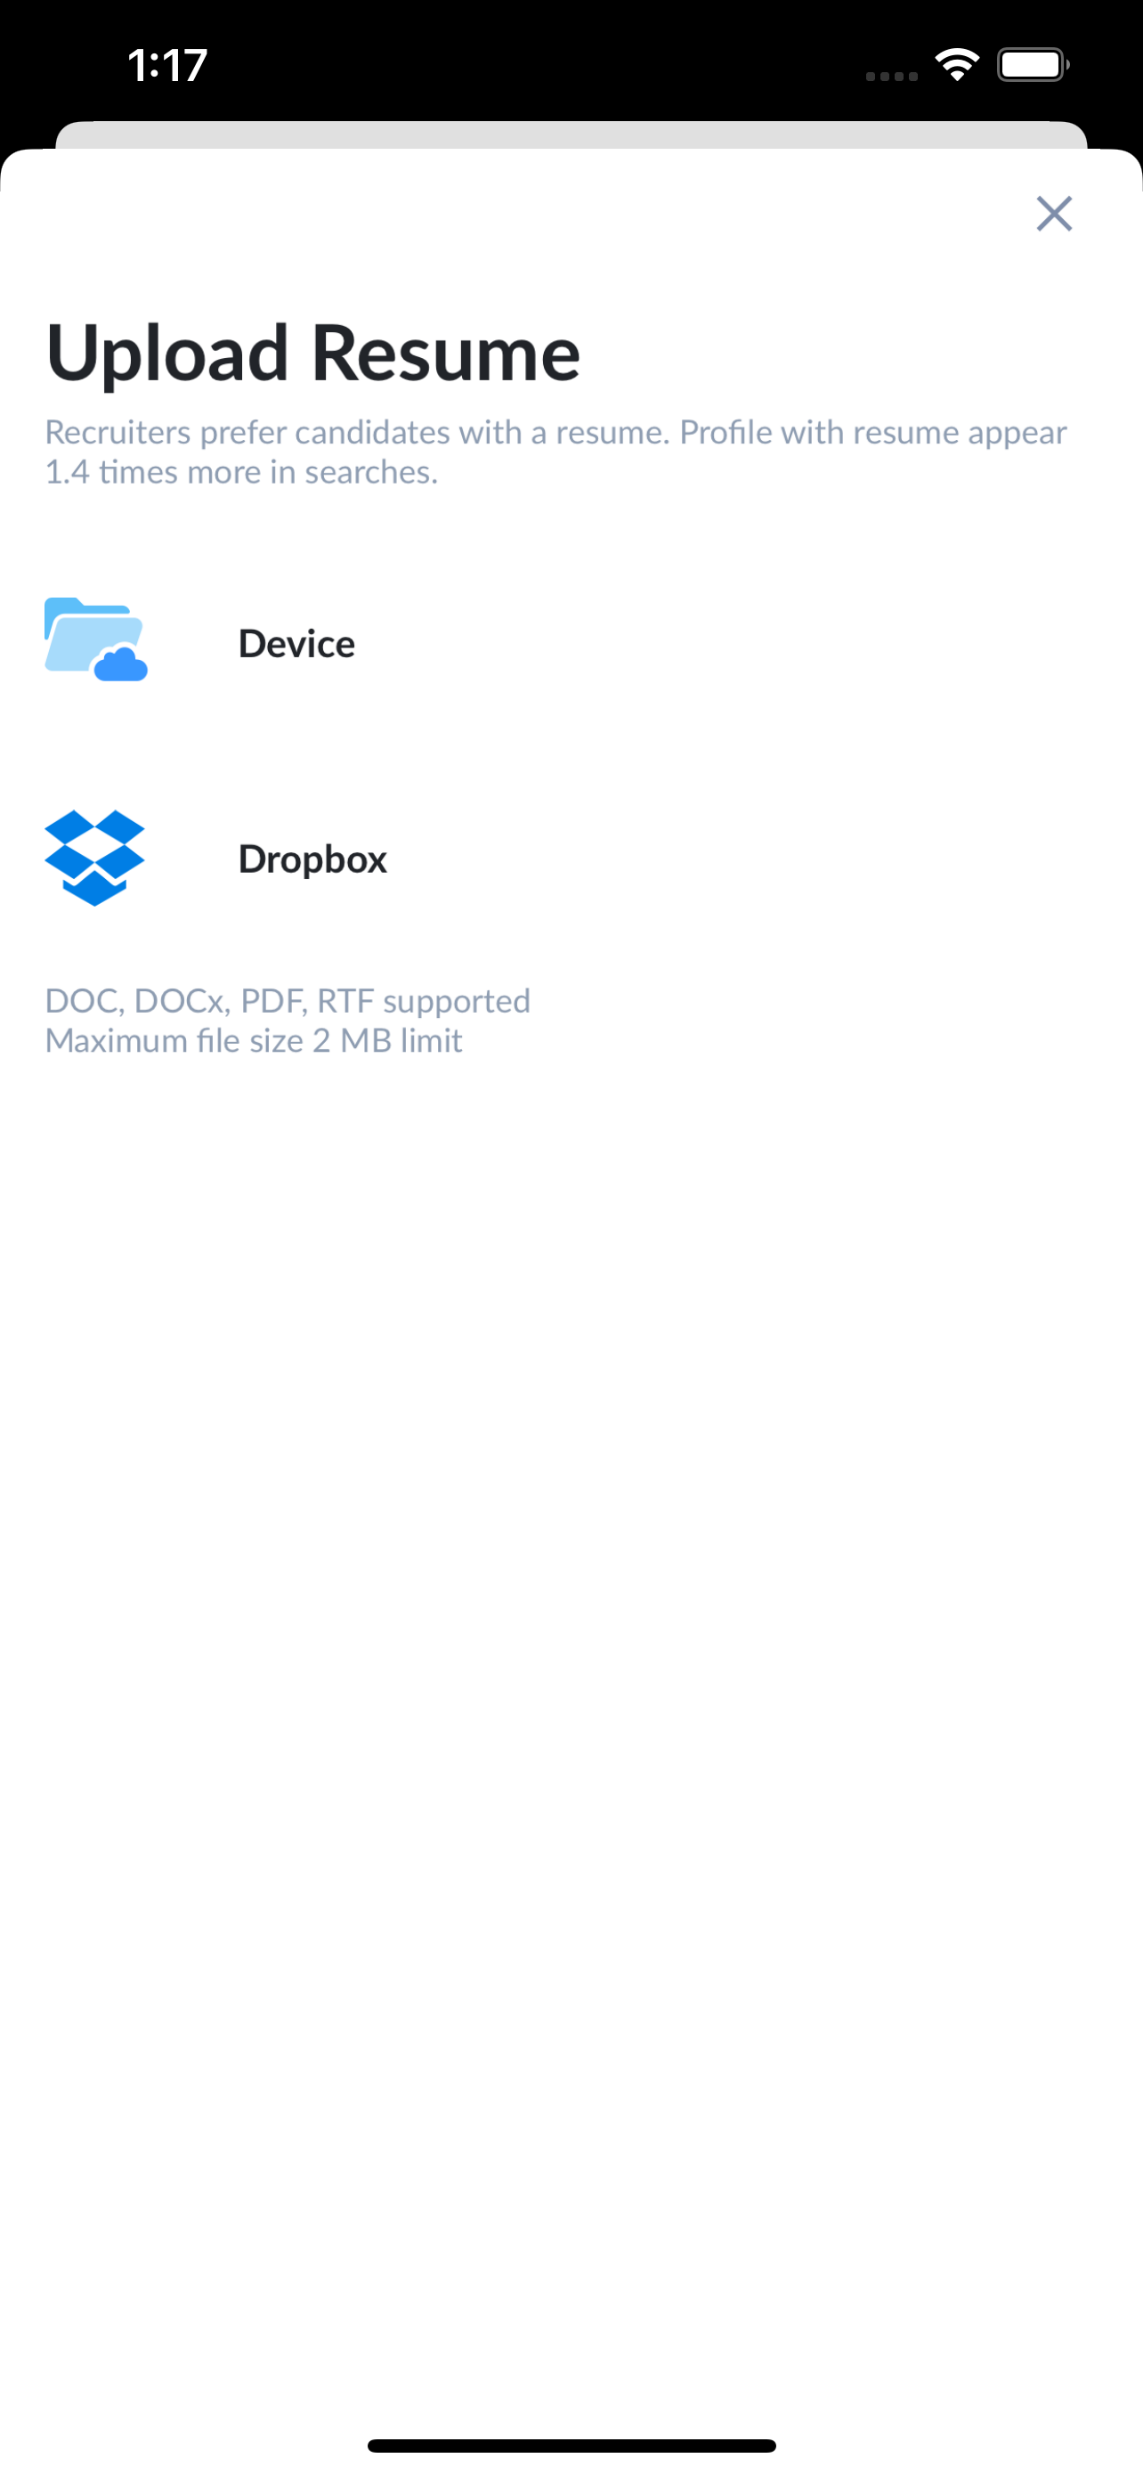 1:17
Upload Resume
Recruiters prefer candidates with a resume. Profile with resume appear
1.4 times more in searches.
Device
Dropbox
DOC, DOCx, PDF, RTF supported
Maximum file size 2 MB limit